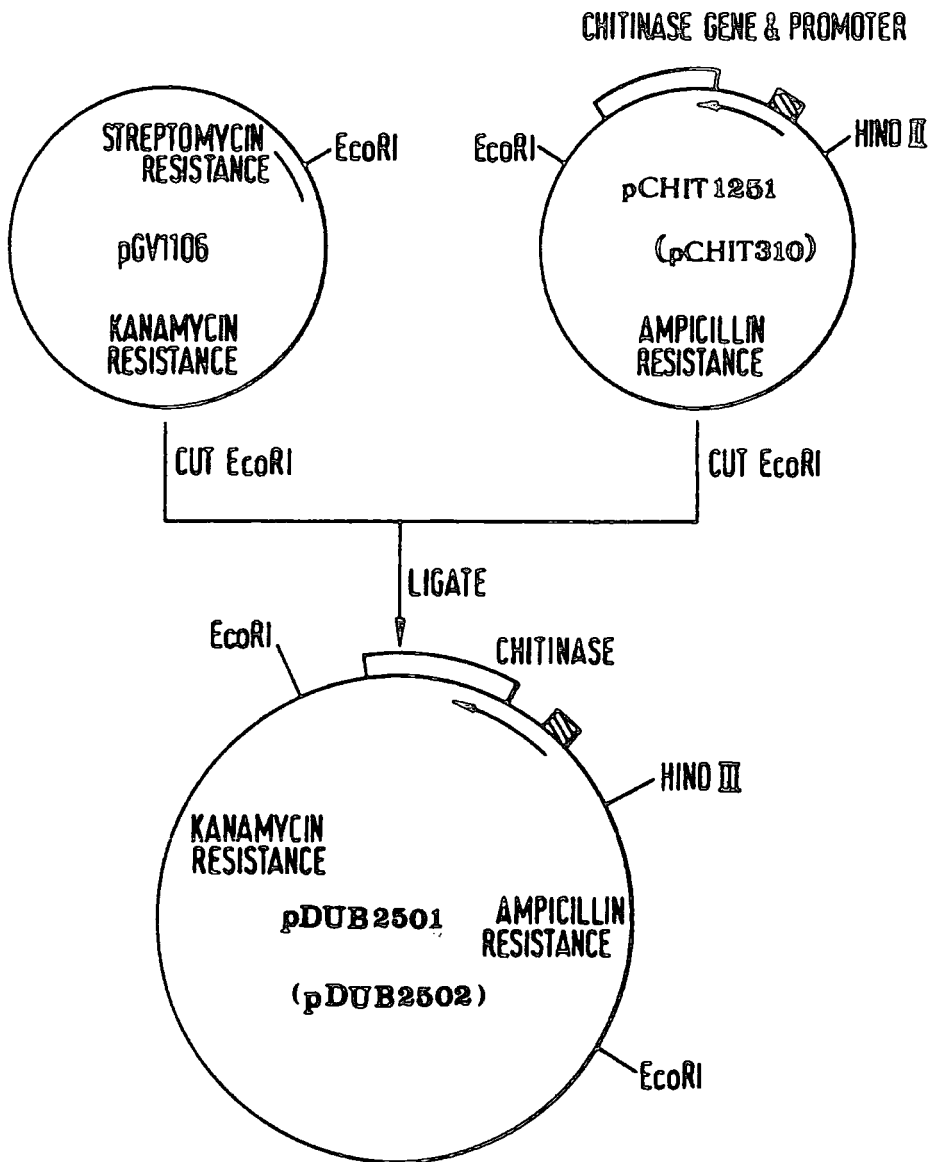 CHITINASE GENE & PROMOTER
STREPTOMYCIN
RESISTANCE
EcoRI
pGV1106
KANAMYCIN
RESISTANCE
EcoRI
HIND III
pCHIT1251
(pCHIT310)
AMPICILLIN
RESISTANCE
CUT EcoRI
CUT EcoRI
LIGATE
EcoRI
CHITINASE
HIND III
KANAMYCIN
RESISTANCE
pDUB2501
(pDUB2502)
AMPICILLIN
RESISTANCE
EcoRI